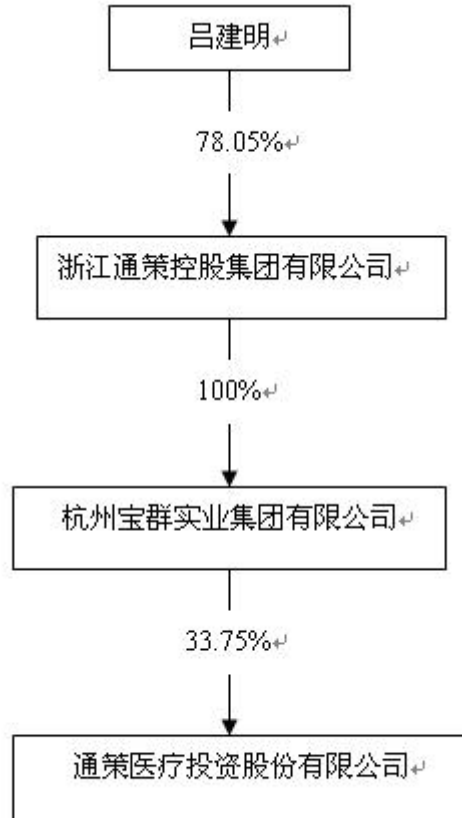 吕建明↵
78.05%↵
浙江通策控股集团有限公司↵
100%↵
杭州宝群实业集团有限公司↵
33.75%↵
通策医疗投资股份有限公司↵